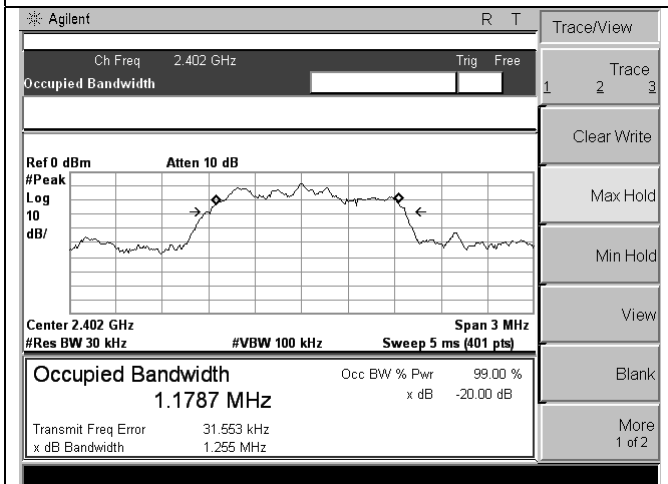 Agilent R T
Trace/View
Ch Freq 2.402 GHz Trig Free
Occupied Bandwidth
Trace
1 2 3
Clear Write
Ref 0 dBm Atten 10 dB
#Peak
Log
10
dB/
Max Hold
Min Hold
View
Center 2.402 GHz Span 3 MHz
#Res BW 30 kHz #VBW 100 kHz Sweep 5 ms (401 pts)
Occupied Bandwidth
1.1787 MHz
Occ BW % Pwr 99.00 %
x dB -20.00 dB
Blank
Transmit Freq Error 31.553 kHz
x dB Bandwidth 1.255 MHz
More
1 of 2